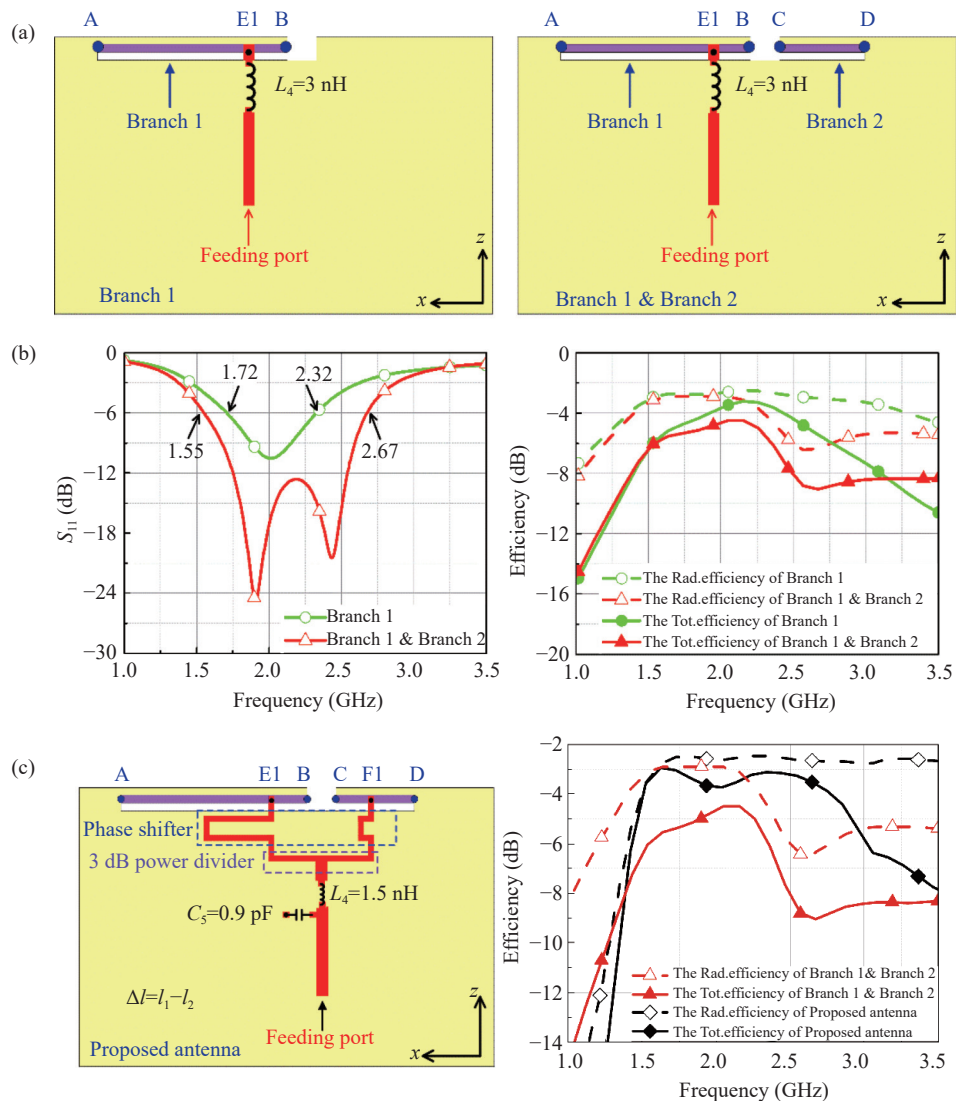 (a)
A E1 B
L₄=3 nH
Branch 1
Feeding port
Branch 1
z
x
A E1 B C D
L₄=3 nH
Branch 1
Branch 2
Feeding port
Branch 1 & Branch 2
z
x
(b)
0
−6
−12
−18
−24
−30
S₁₁ (dB)
1.72
2.32
1.55
2.67
Branch 1
Branch 1 & Branch 2
1.0 1.5 2.0 2.5 3.0 3.5
Frequency (GHz)
0
−4
−8
−12
−16
−20
Efficiency (dB)
The Rad.efficiency of Branch 1
The Rad.efficiency of Branch 1 & Branch 2
The Tot.efficiency of Branch 1
The Tot.efficiency of Branch 1 & Branch 2
1.0 1.5 2.0 2.5 3.0 3.5
Frequency (GHz)
(c)
A E1 B C F1 D
Phase shifter
3 dB power divider
L₄=1.5 nH
C₅=0.9 pF
Δl=l₁−l₂
Feeding port
Proposed antenna
z
x
−2
−4
−6
−8
−10
−12
−14
Efficiency (dB)
The Rad.efficiency of Branch 1& Branch 2
The Tot.efficiency of Branch 1 & Branch 2
The Rad.efficiency of Proposed antenna
The Tot.efficiency of Proposed antenna
1.0 1.5 2.0 2.5 3.0 3.5
Frequency (GHz)